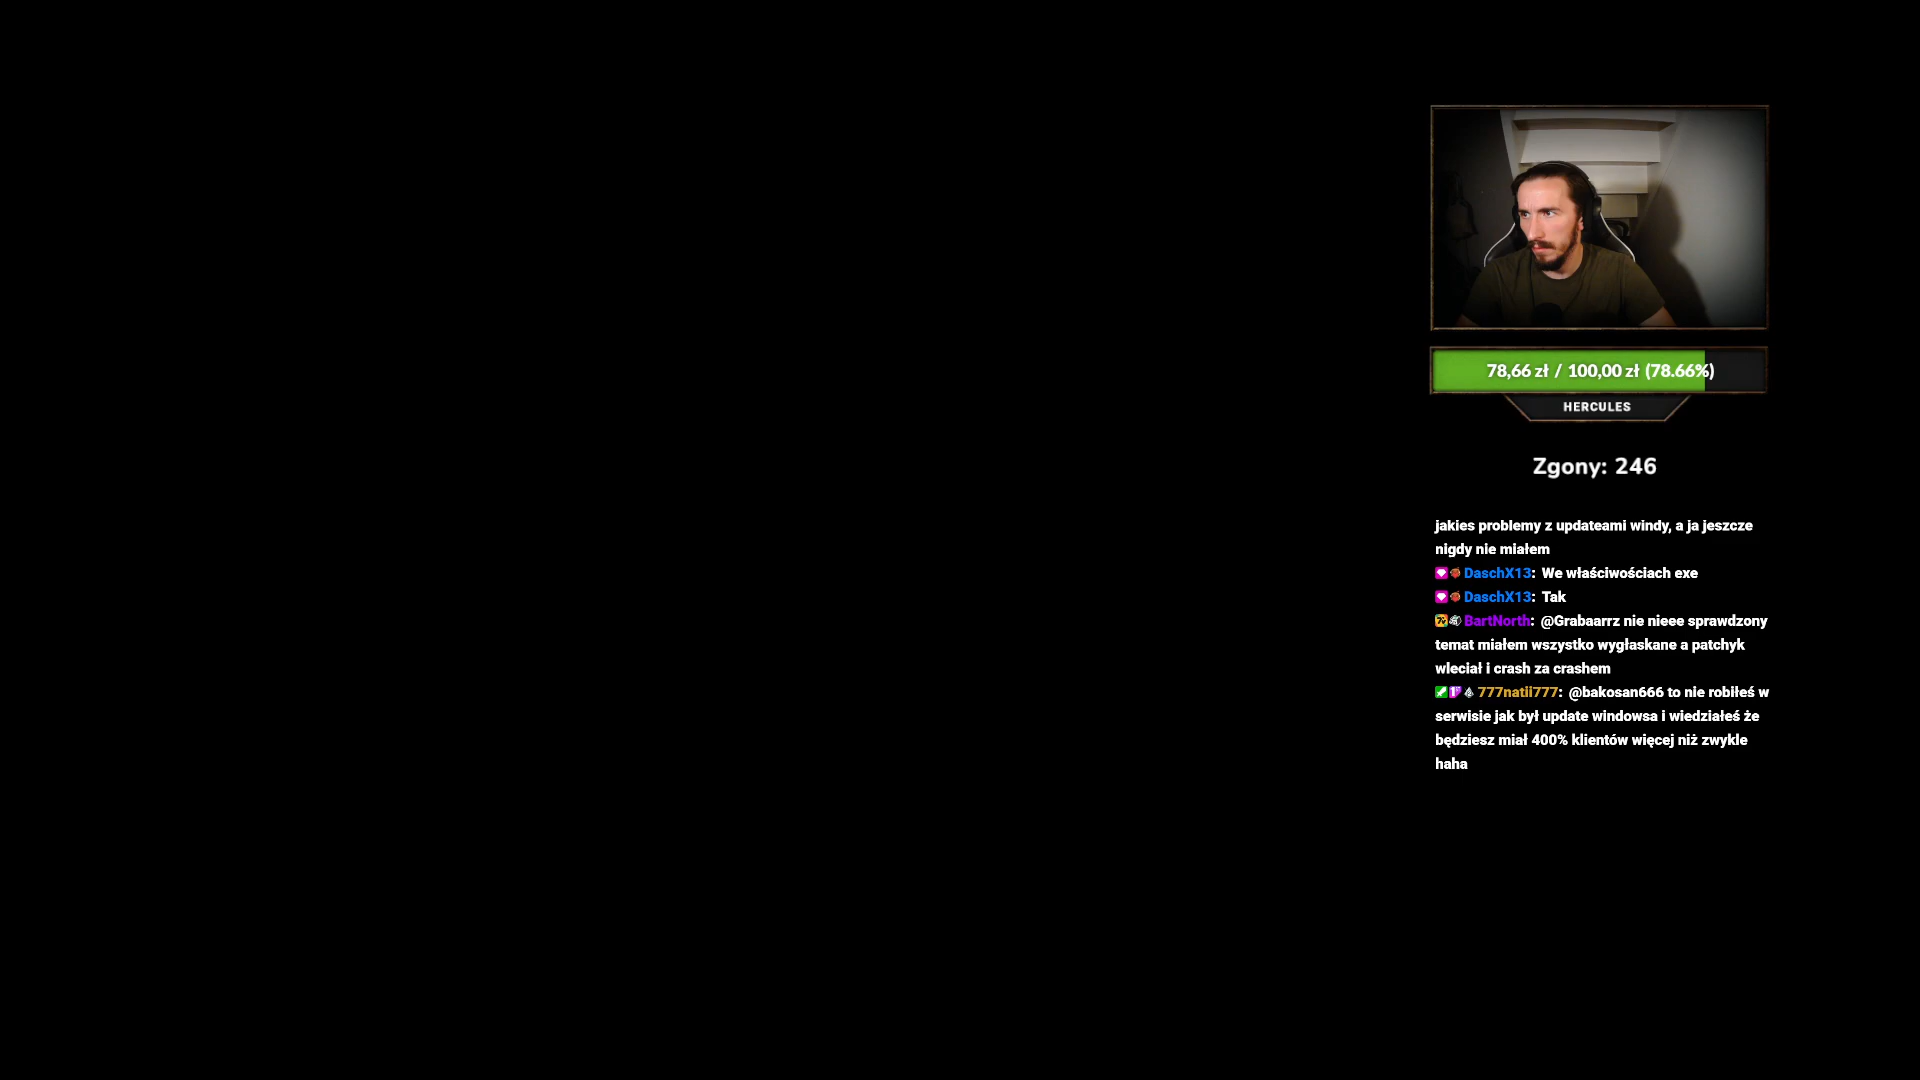 78,66 zł / 100,00 zł (78.66%)
HERCULES
Zgony: 246
jakies problemy z updateami windy, a ja jeszcze
nigdy nie miałem
DaschX13: We właściwościach exe
DaschX13: Tak
BartNorth: @Grabaarrz nie nieee sprawdzony
temat miałem wszystko wygłaskane a patchyk
wleciał i crash za crashem
777natii777: @bakosan666 to nie robiłeś w
serwisie jak był update windowsa i wiedziałeś że
będziesz miał 400% klientów więcej niż zwykle
haha